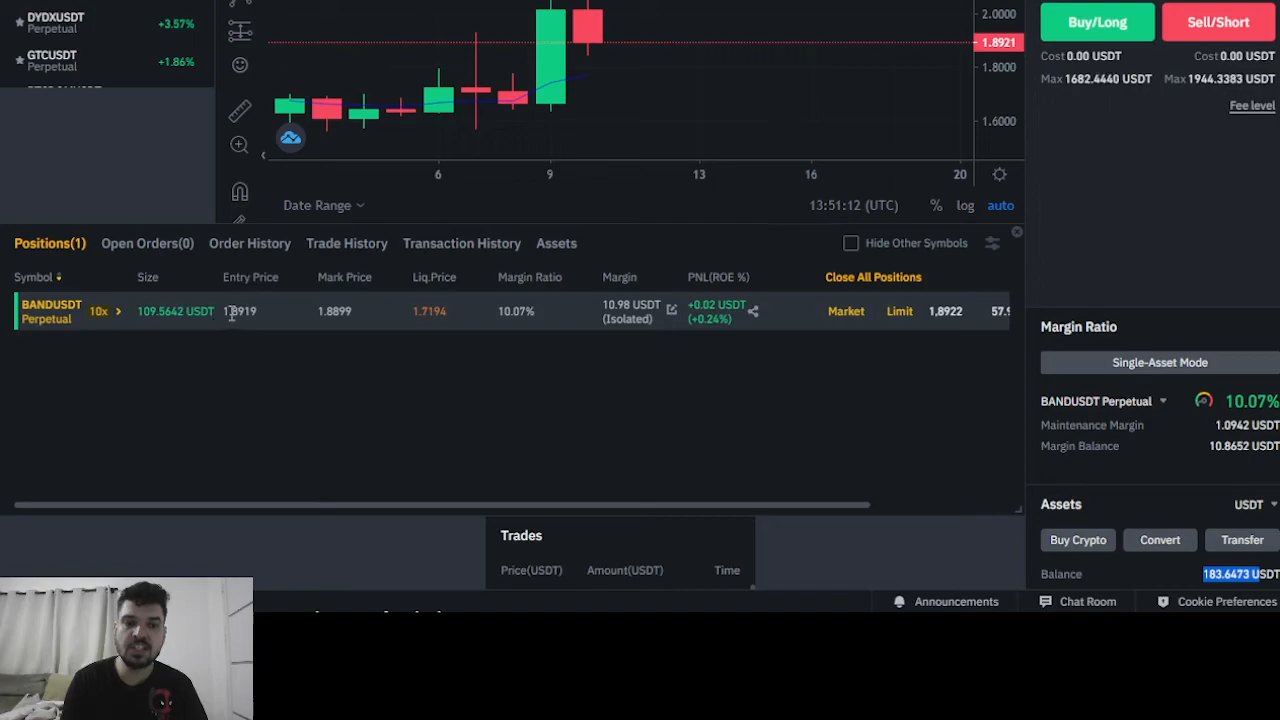 DYDXUSDT
Perpetual
+3.57%
GTCUSDT
Perpetual
+1.86%
2.0000
1.8921
1.8000
1.6000
6 9 13 16 20
Date Range
13:51:12 (UTC) % log auto
Buy/Long Sell/Short
Cost 0.00 USDT Cost 0.00 USDT
Max 1682.4440 USDT Max 1944.3383 USDT
Fee level
Positions(1) Open Orders(0) Order History Trade History Transaction History Assets Hide Other Symbols
Symbol Size Entry Price Mark Price Liq.Price Margin Ratio Margin PNL(ROE %) Close All Positions
BANDUSDT
Perpetual
10x 109.5642 USDT 1.8919 1.8899 1.7194 10.07%
10.98 USDT
(Isolated)
+0.02 USDT
(+0.24%)
Market Limit 1,8922
Margin Ratio
Single-Asset Mode
BANDUSDT Perpetual 10.07%
Maintenance Margin 1.0942 USDT
Margin Balance 10.8652 USDT
Assets USDT
Buy Crypto Convert Transfer
Balance 183.6473 USDT
Trades
Price(USDT) Amount(USDT) Time
Announcements Chat Room Cookie Preferences